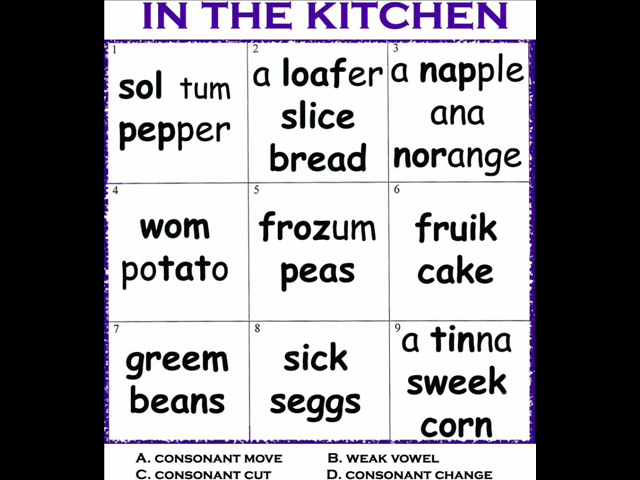 IN THE KITCHEN
1
sol tum
pepper
2
a loafer
slice
bread
3
a napple
ana
norange
4
wom
potato
5
frozum
peas
6
fruik
cake
7
greem
beans
8
sick
seggs
9
a tinna
sweek
corn
A. CONSONANT MOVE B. WEAK VOWEL
C. CONSONANT CUT D. CONSONANT CHANGE